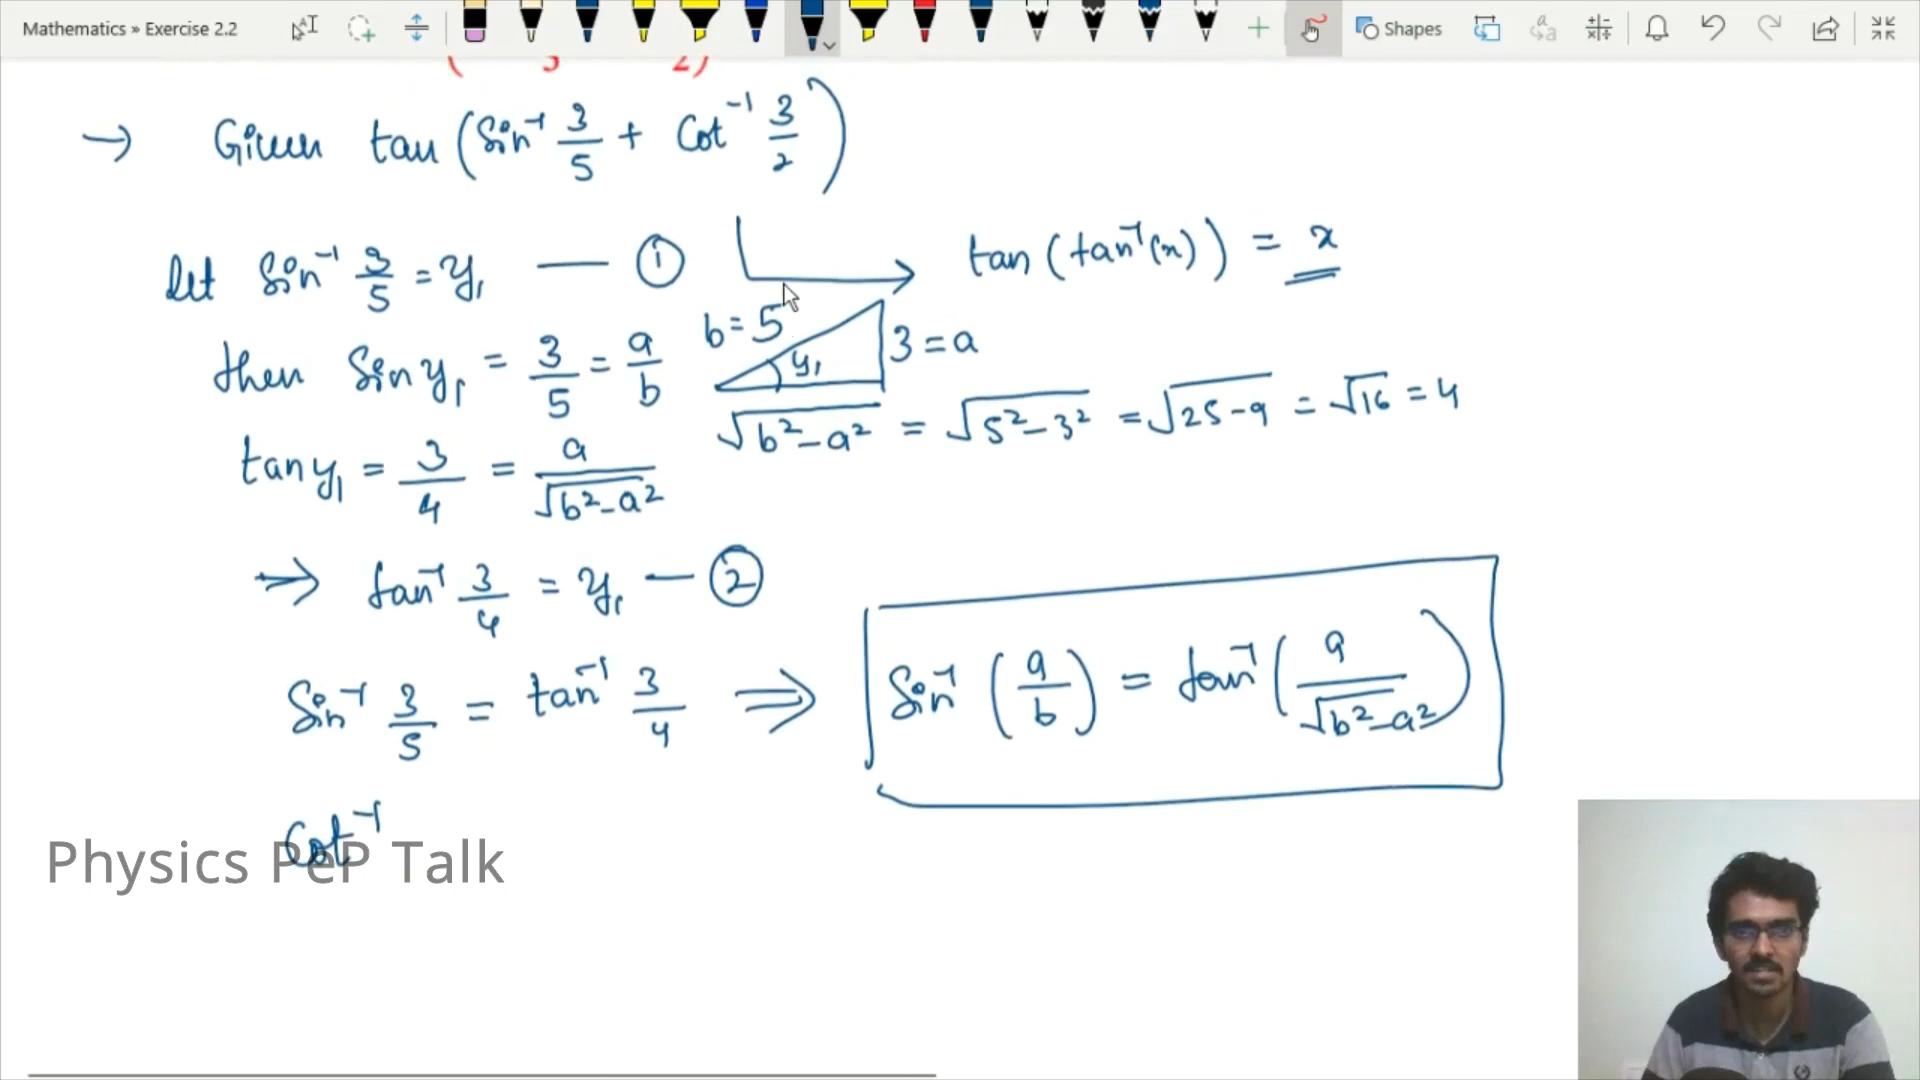 Mathematics » Exercise 2.2
Shapes
→ Given tan (Sin⁻¹ 3/5 + Cot⁻¹ 3/2)
let Sin⁻¹ 3/5 = y₁ — ①
tan (tan⁻¹(x)) = x
then Sin y₁ = 3/5 = a/b
b = 5
y₁
3 = a
√b²-a² = √5²-3² = √25-9 = √16 = 4
tan y₁ = 3/4 = a/√b²-a²
⇒ tan⁻¹ 3/4 = y₁ — ②
Sin⁻¹ 3/5 = tan⁻¹ 3/4 ⇒ Sin⁻¹ (a/b) = tan⁻¹ (a/√b²-a²)
Cot⁻¹
Physics PeP Talk